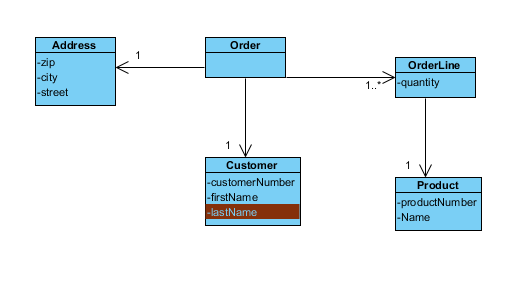 Address
-zip
-city
-street
1
Order
1..*
OrderLine
-quantity
1
Customer
-customerNumber
-firstName
-lastName
1
Product
-productNumber
-Name